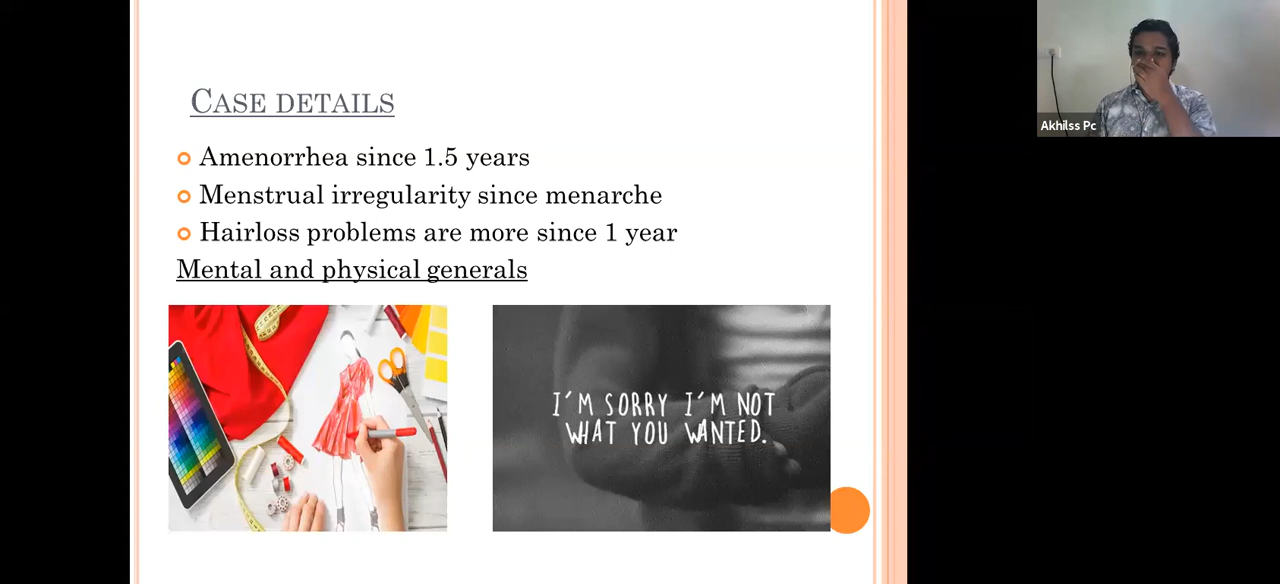 CASE DETAILS
Amenorrhea since 1.5 years
Menstrual irregularity since menarche
Hairloss problems are more since 1 year
Mental and physical generals
I'M SORRY I'M NOT
WHAT YOU WANTED.
Akhilss Pc